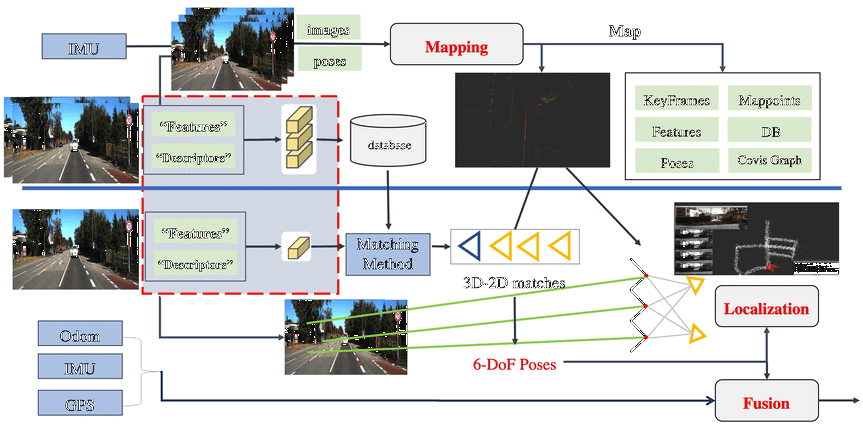 IMU
images
poses
Mapping
Map
KeyFrames
Mappoints
Features
DB
Poses
Covis Graph
“Features”
“Descriptors”
database
“Features”
“Descriptors”
Matching
Method
3D-2D matches
Localization
6-DoF Poses
Odom
IMU
GPS
Fusion